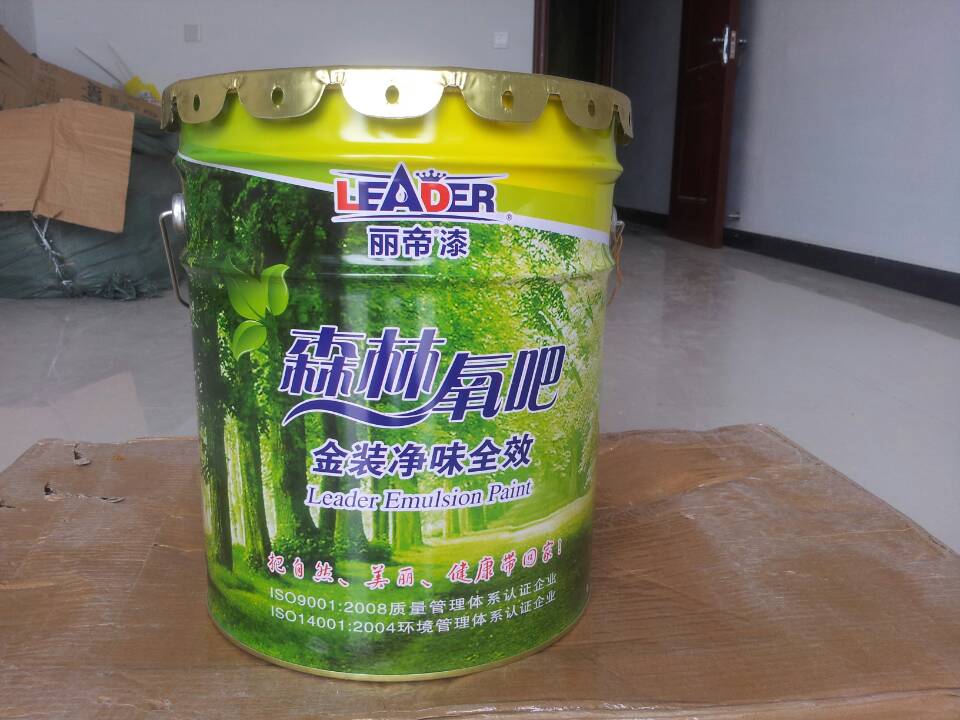 LEADER®
丽帝®漆
森林氧吧
金装净味全效
Leader Emulsion Paint
把自然、美丽、健康带回家!
ISO9001:2008质量管理体系认证企业
ISO14001:2004环境管理体系认证企业